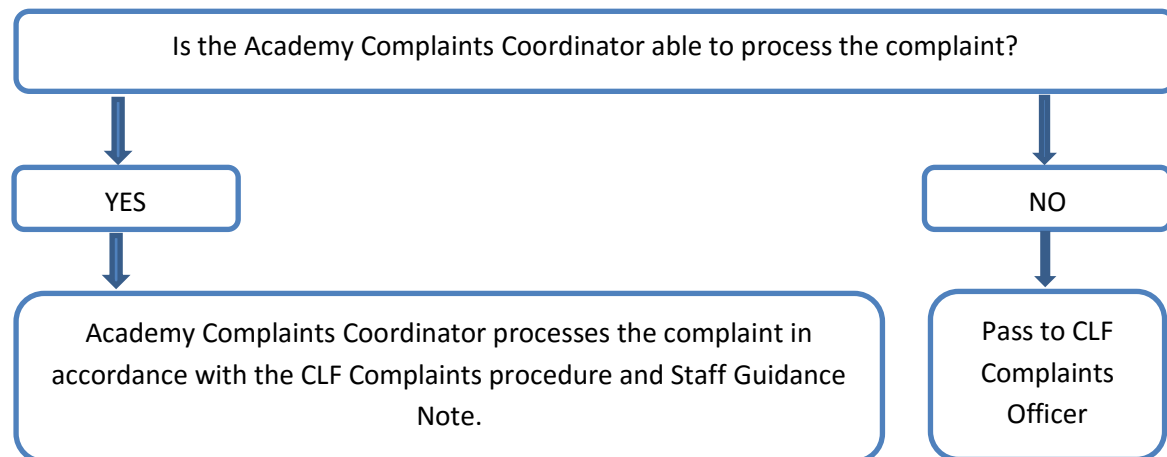 Is the Academy Complaints Coordinator able to process the complaint?
YES
NO
Academy Complaints Coordinator processes the complaint in
accordance with the CLF Complaints procedure and Staff Guidance
Note.
Pass to CLF
Complaints
Officer